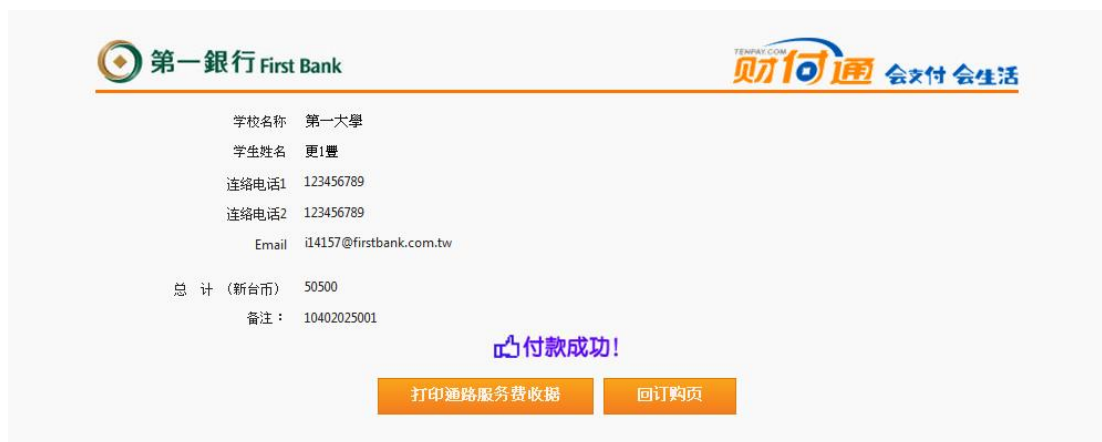 第一銀行 First Bank
TENPAY.COM
财付通 会支付 会生活
学校名称 第一大學
学生姓名 更1豐
连络电话1 123456789
连络电话2 123456789
Email i14157@firstbank.com.tw
总 计 （新台币） 50500
备注： 10402025001
付款成功!
打印通路服务费收据 回订购页